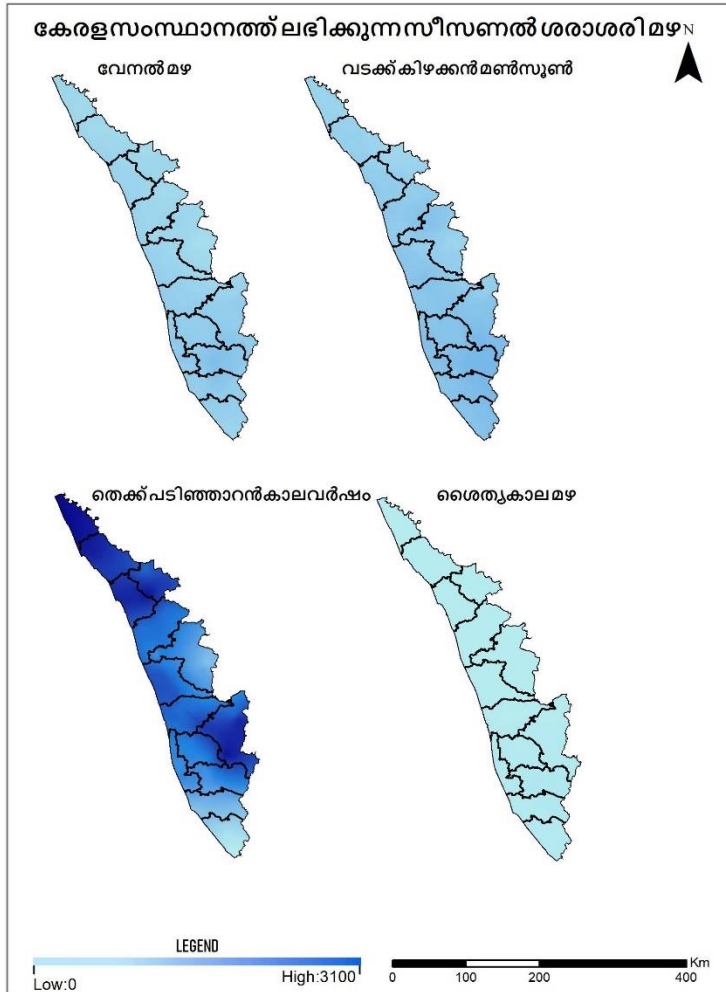 കേരള സംസ്ഥാനത്ത് ലഭിക്കുന്ന സീസണൽ ശരാശരി മഴ
N
വേനൽ മഴ
വടക്ക് കിഴക്കൻ മൺസൂൺ
തെക്ക് പടിഞ്ഞാറൻ കാലവർഷം
ശൈത്യകാല മഴ
LEGEND
Low:0
High:3100
Km
0 100 200 400